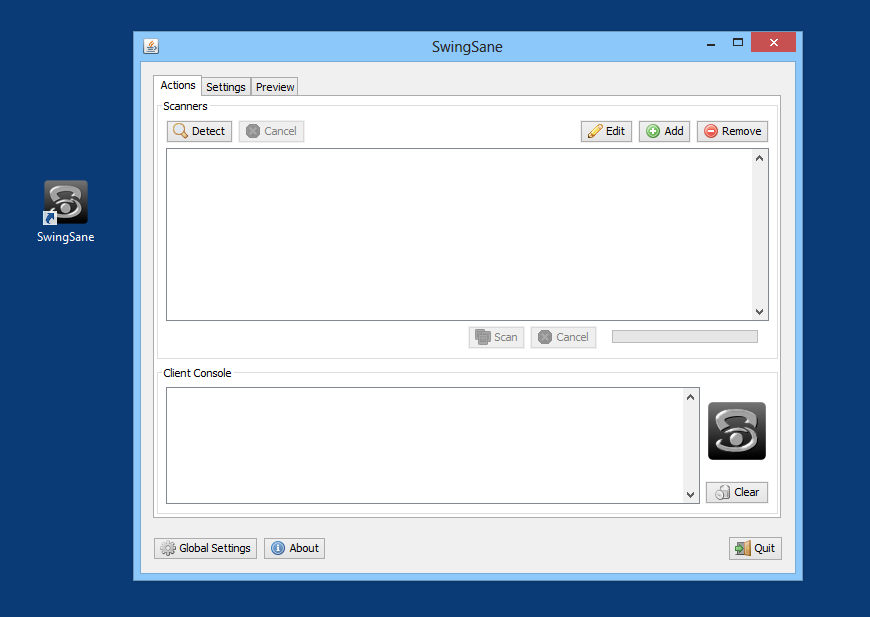 SwingSane
Actions Settings Preview
Scanners
Detect Cancel Edit Add Remove
SwingSane
Scan Cancel
Client Console
Clear
Global Settings About Quit